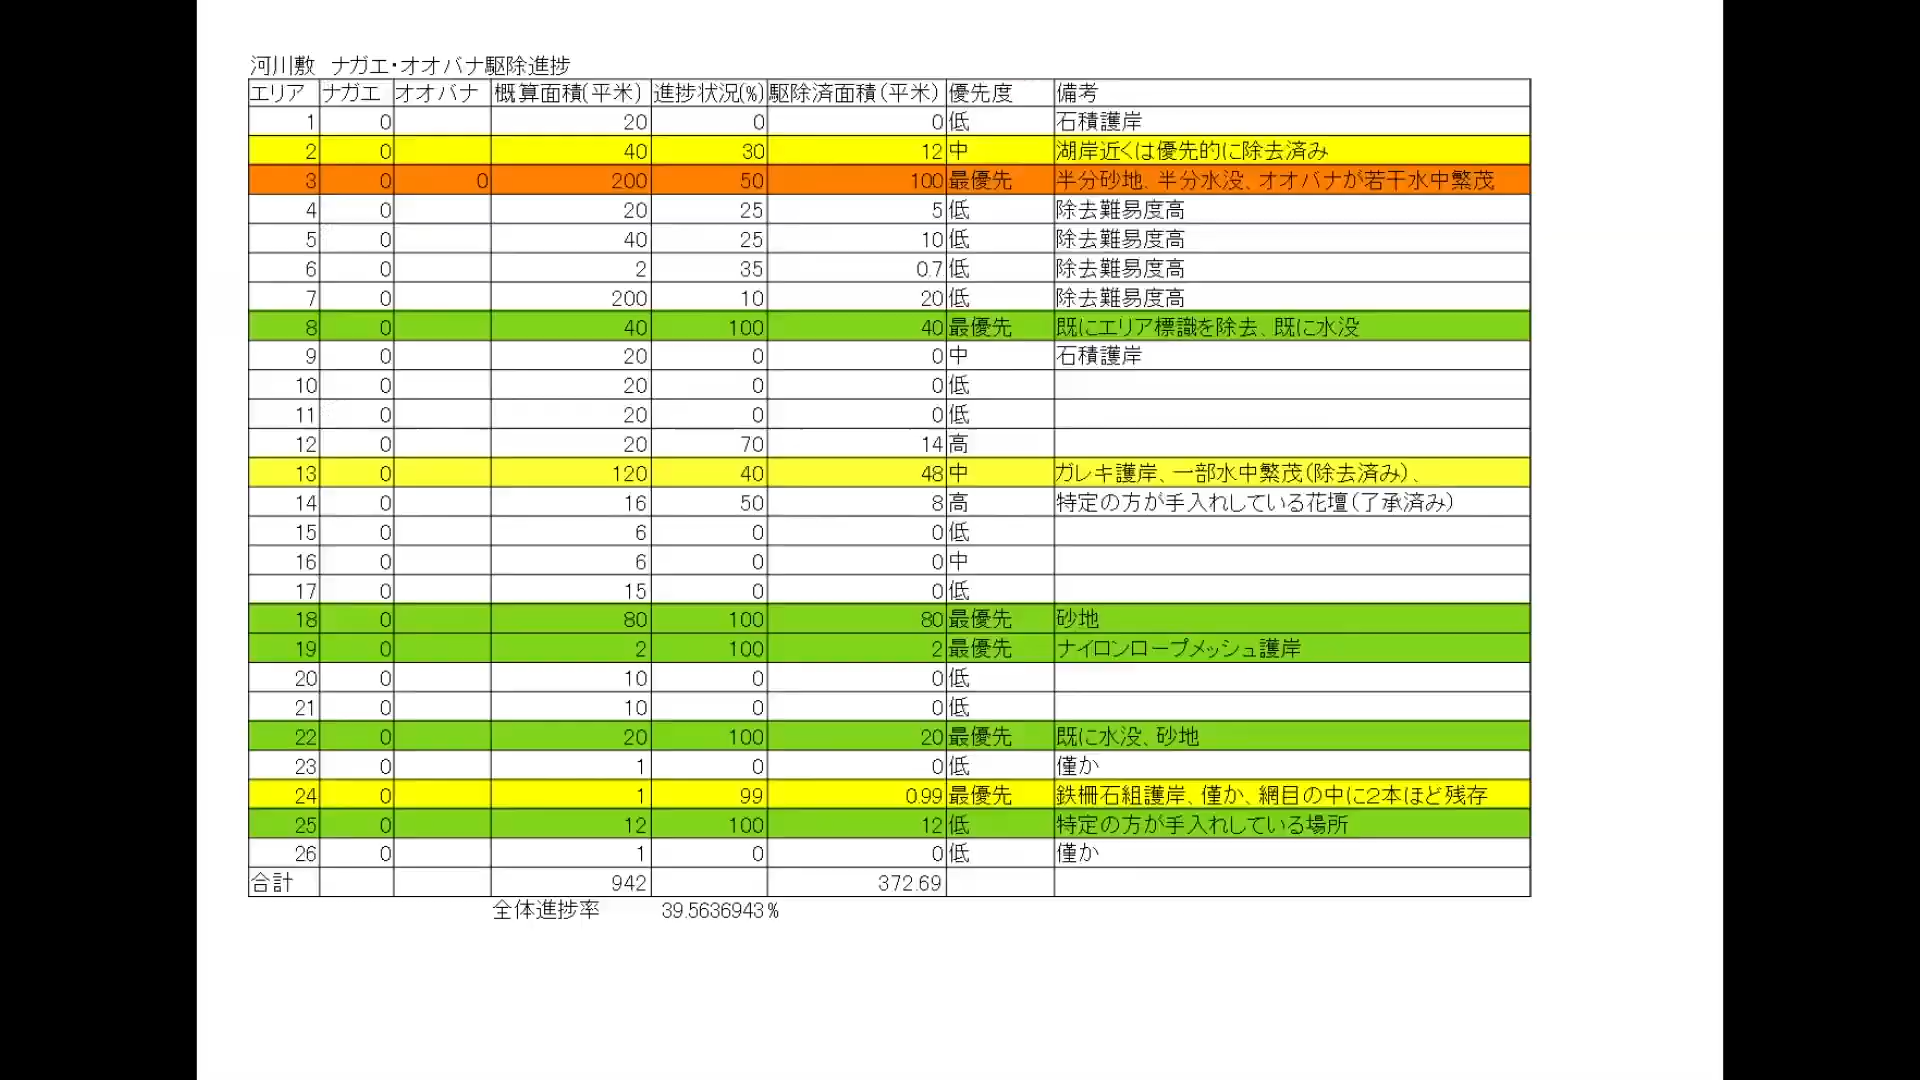 河川敷　ナガエ・オオバナ駆除進捗
エリア ナガエ オオバナ 概算面積(平米) 進捗状況(%) 駆除済面積(平米) 優先度 備考
1 0 20 0 0 低 石積護岸
2 0 40 30 12 中 湖岸近くは優先的に除去済み
3 0 0 200 50 100 最優先 半分砂地．半分水没、オオバナが若干水中繁茂
4 0 20 25 5 低 除去難易度高
5 0 40 25 10 低 除去難易度高
6 0 2 35 0.7 低 除去難易度高
7 0 200 10 20 低 除去難易度高
8 0 40 100 40 最優先 既にエリア標識を除去、既に水没
9 0 20 0 0 中 石積護岸
10 0 20 0 0 低
11 0 20 0 0 低
12 0 20 70 14 高
13 0 120 40 48 中 ガレキ護岸、一部水中繁茂(除去済み)、
14 0 16 50 8 高 特定の方が手入れしている花壇(了承済み)
15 0 6 0 0 低
16 0 6 0 0 中
17 0 15 0 0 低
18 0 80 100 80 最優先 砂地
19 0 2 100 2 最優先 ナイロンロープメッシュ護岸
20 0 10 0 0 低
21 0 10 0 0 低
22 0 20 100 20 最優先 既に水没、砂地
23 0 1 0 0 低 僅か
24 0 1 99 0.99 最優先 鉄柵石組護岸、僅か、網目の中に2本ほど残存
25 0 12 100 12 低 特定の方が手入れしている場所
26 0 1 0 0 低 僅か
合計 942 372.69
全体進捗率 39.5636943%